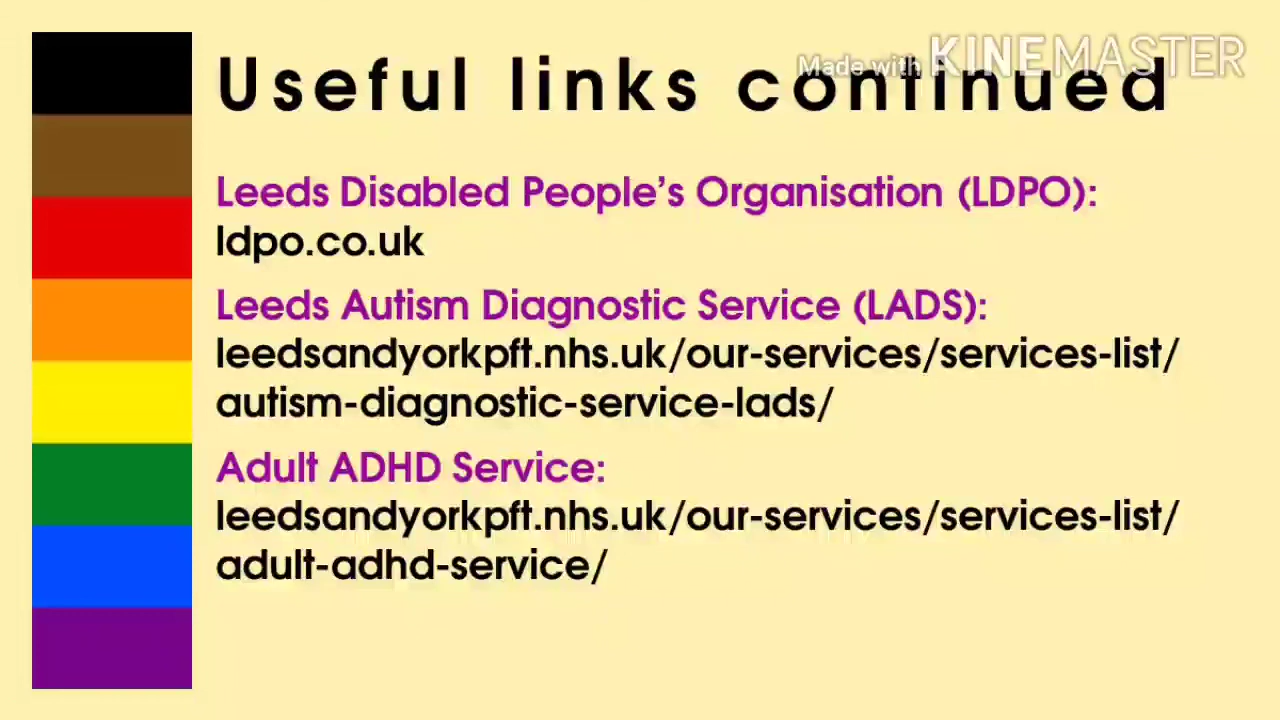 Made with KINEMASTER
Useful links continued
Leeds Disabled People's Organisation (LDPO):
ldpo.co.uk
Leeds Autism Diagnostic Service (LADS):
leedsandyorkpft.nhs.uk/our-services/services-list/
autism-diagnostic-service-lads/
Adult ADHD Service:
leedsandyorkpft.nhs.uk/our-services/services-list/
adult-adhd-service/